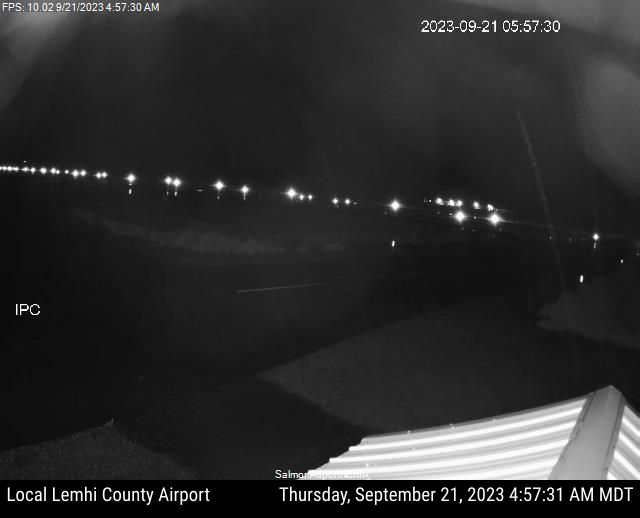 FPS: 10.02 9/21/2023 4:57:30 AM
2023-09-21 05:57:30
IPC
Local Lemhi County Airport
Thursday, September 21, 2023 4:57:31 AM MDT